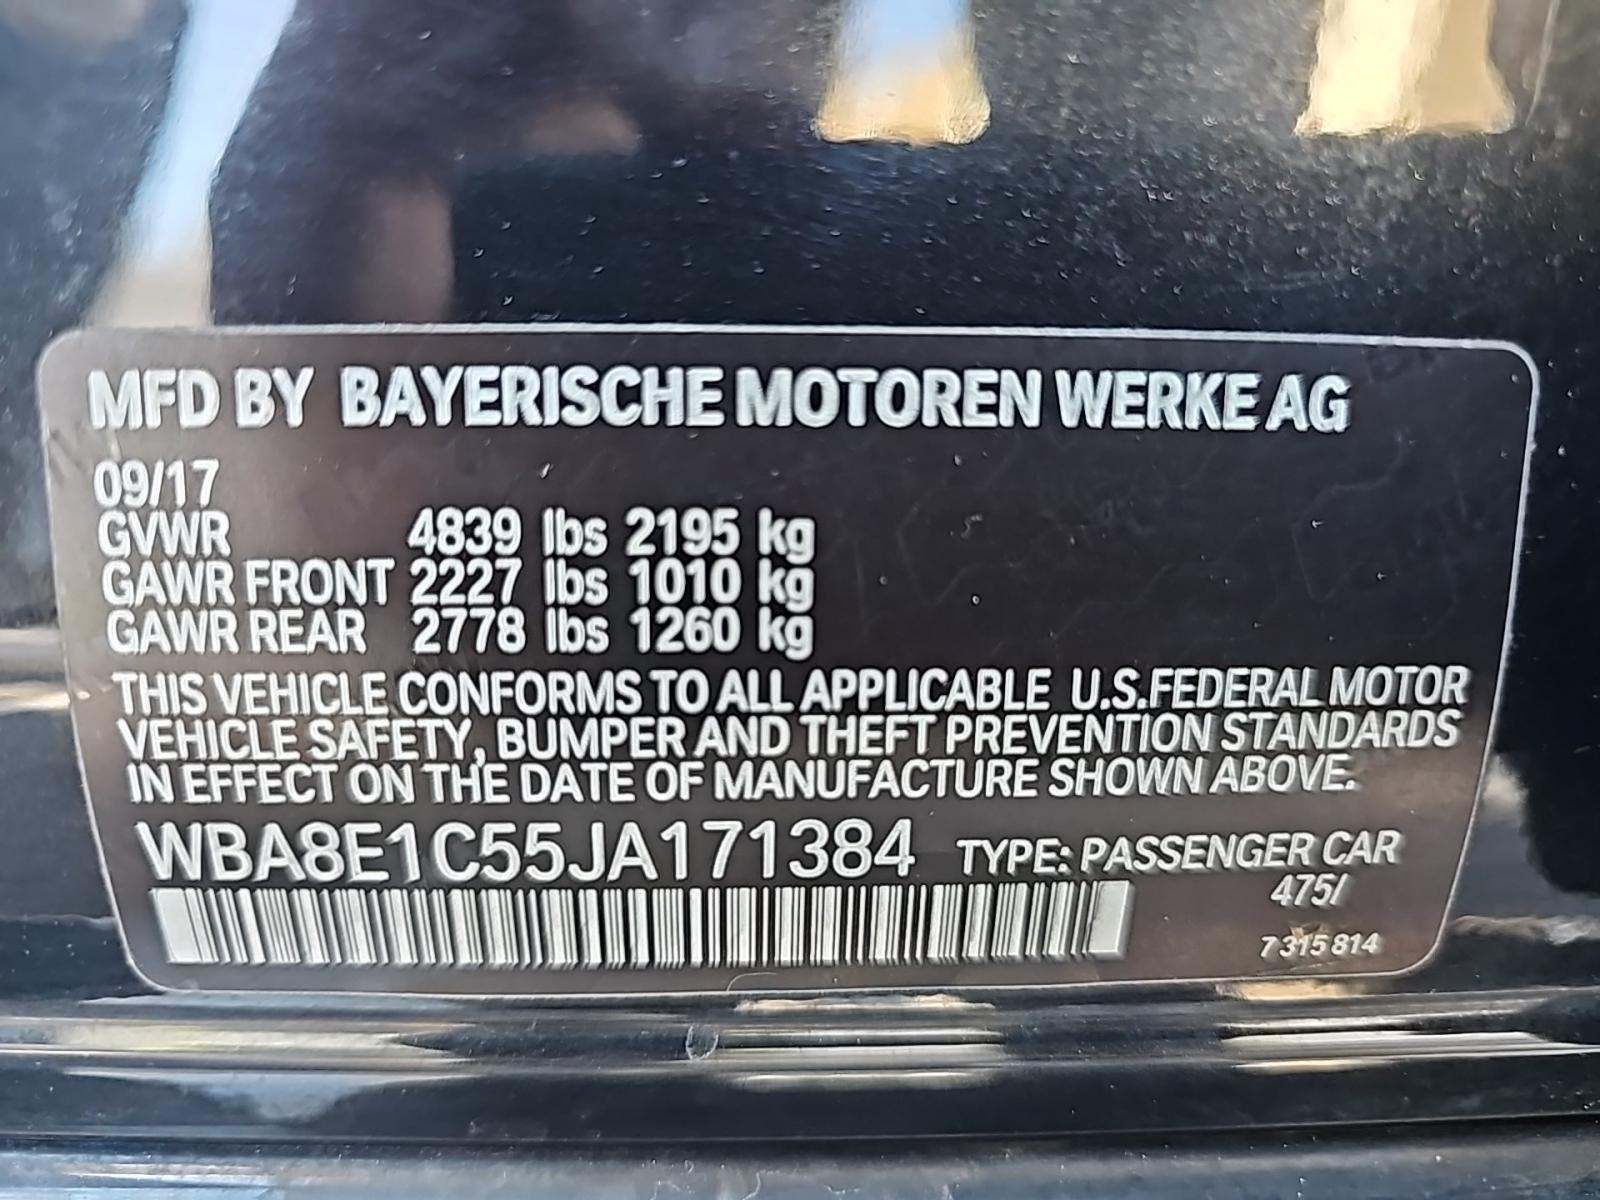 MFD BY BAYERISCHE MOTOREN WERKE AG
09/17
GVWR 4839 lbs 2195 kg
GAWR FRONT 2227 lbs 1010 kg
GAWR REAR 2778 lbs 1260 kg
THIS VEHICLE CONFORMS TO ALL APPLICABLE U.S.FEDERAL MOTOR
VEHICLE SAFETY, BUMPER AND THEFT PREVENTION STANDARDS
IN EFFECT ON THE DATE OF MANUFACTURE SHOWN ABOVE.
WBA8E1C55JA171384 TYPE: PASSENGER CAR
475/
7 315 814